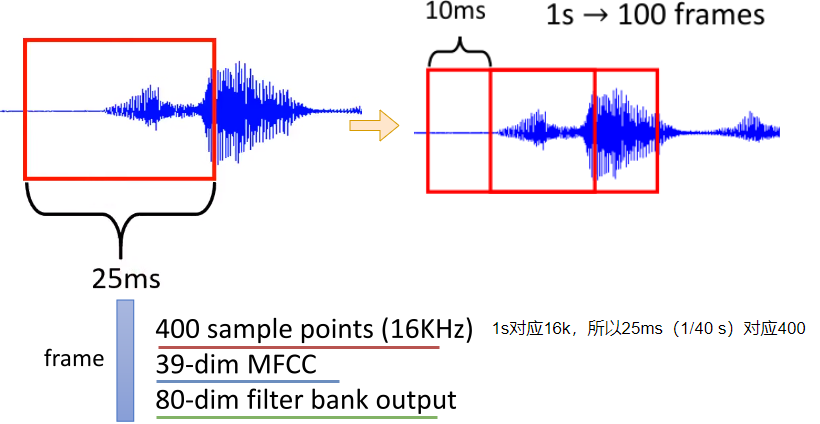 10ms
1s → 100 frames
25ms
frame
400 sample points (16KHz)
1s对应16k，所以25ms（1/40 s）对应400
39-dim MFCC
80-dim filter bank output